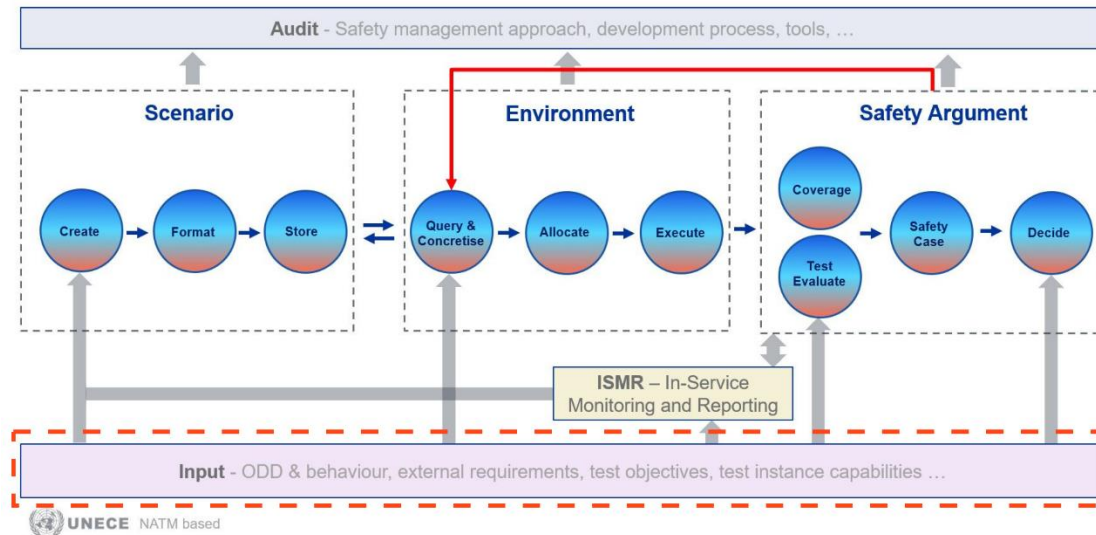 Audit - Safety management approach, development process, tools, …
Scenario
Environment
Safety Argument
Create
Format
Store
Query &
Concretise
Allocate
Execute
Coverage
Test
Evaluate
Safety
Case
Decide
ISMR – In-Service
Monitoring and Reporting
Input - ODD & behaviour, external requirements, test objectives, test instance capabilities …
UNECE NATM based